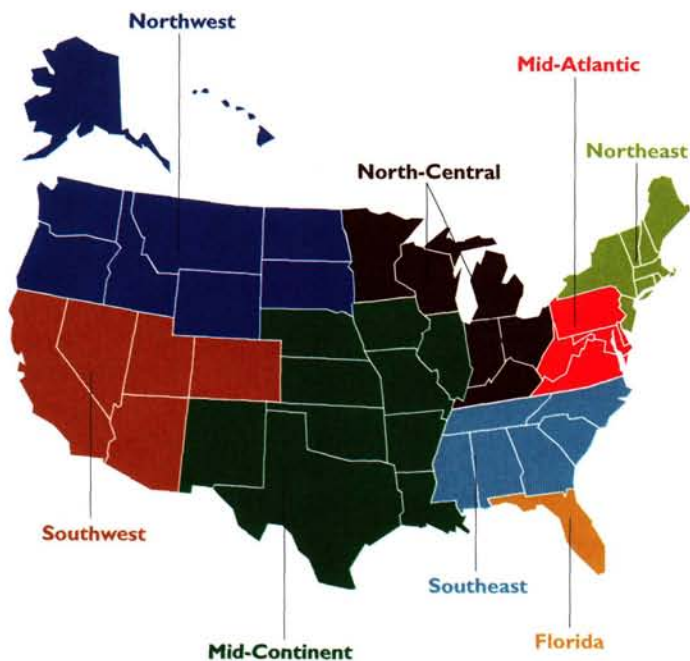 Northwest
Mid-Atlantic
Northeast
North-Central
Southwest
Southeast
Florida
Mid-Continent